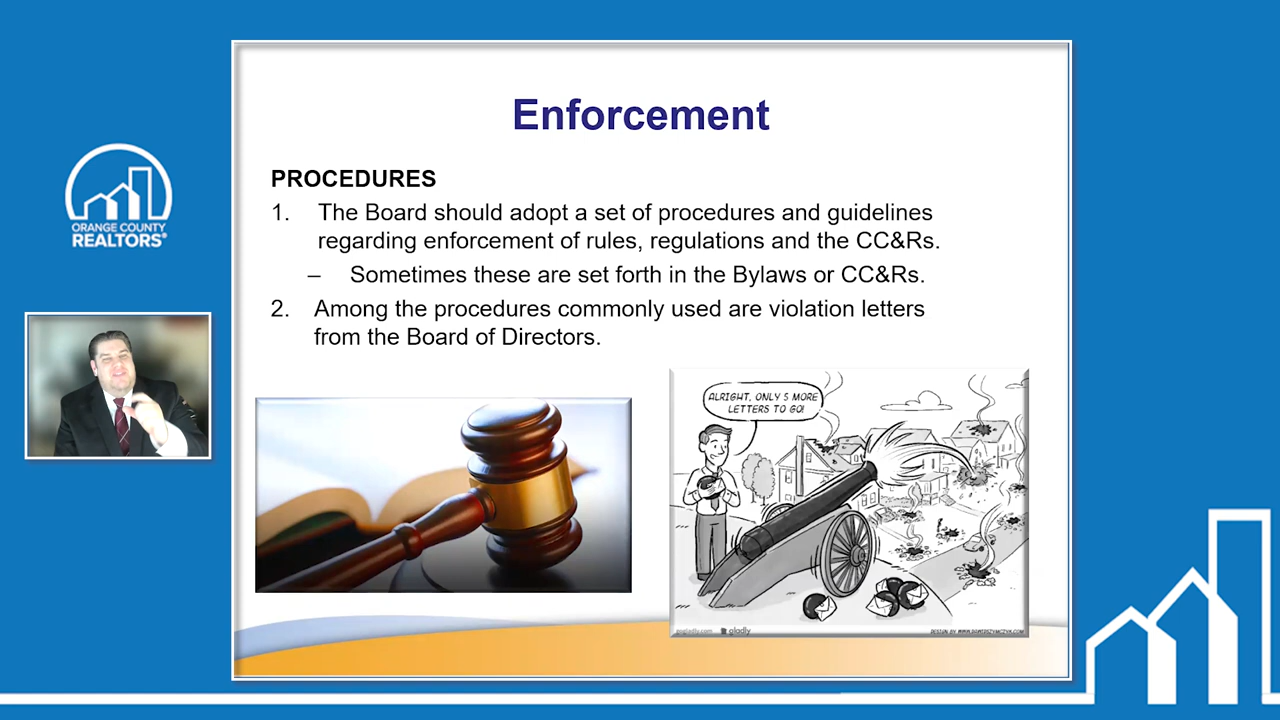 Enforcement
PROCEDURES
1. The Board should adopt a set of procedures and guidelines
regarding enforcement of rules, regulations and the CC&Rs.
– Sometimes these are set forth in the Bylaws or CC&Rs.
2. Among the procedures commonly used are violation letters
from the Board of Directors.
ORANGE COUNTY
REALTORS®
ALRIGHT, ONLY 5 MORE
LETTERS TO GO!
gladly